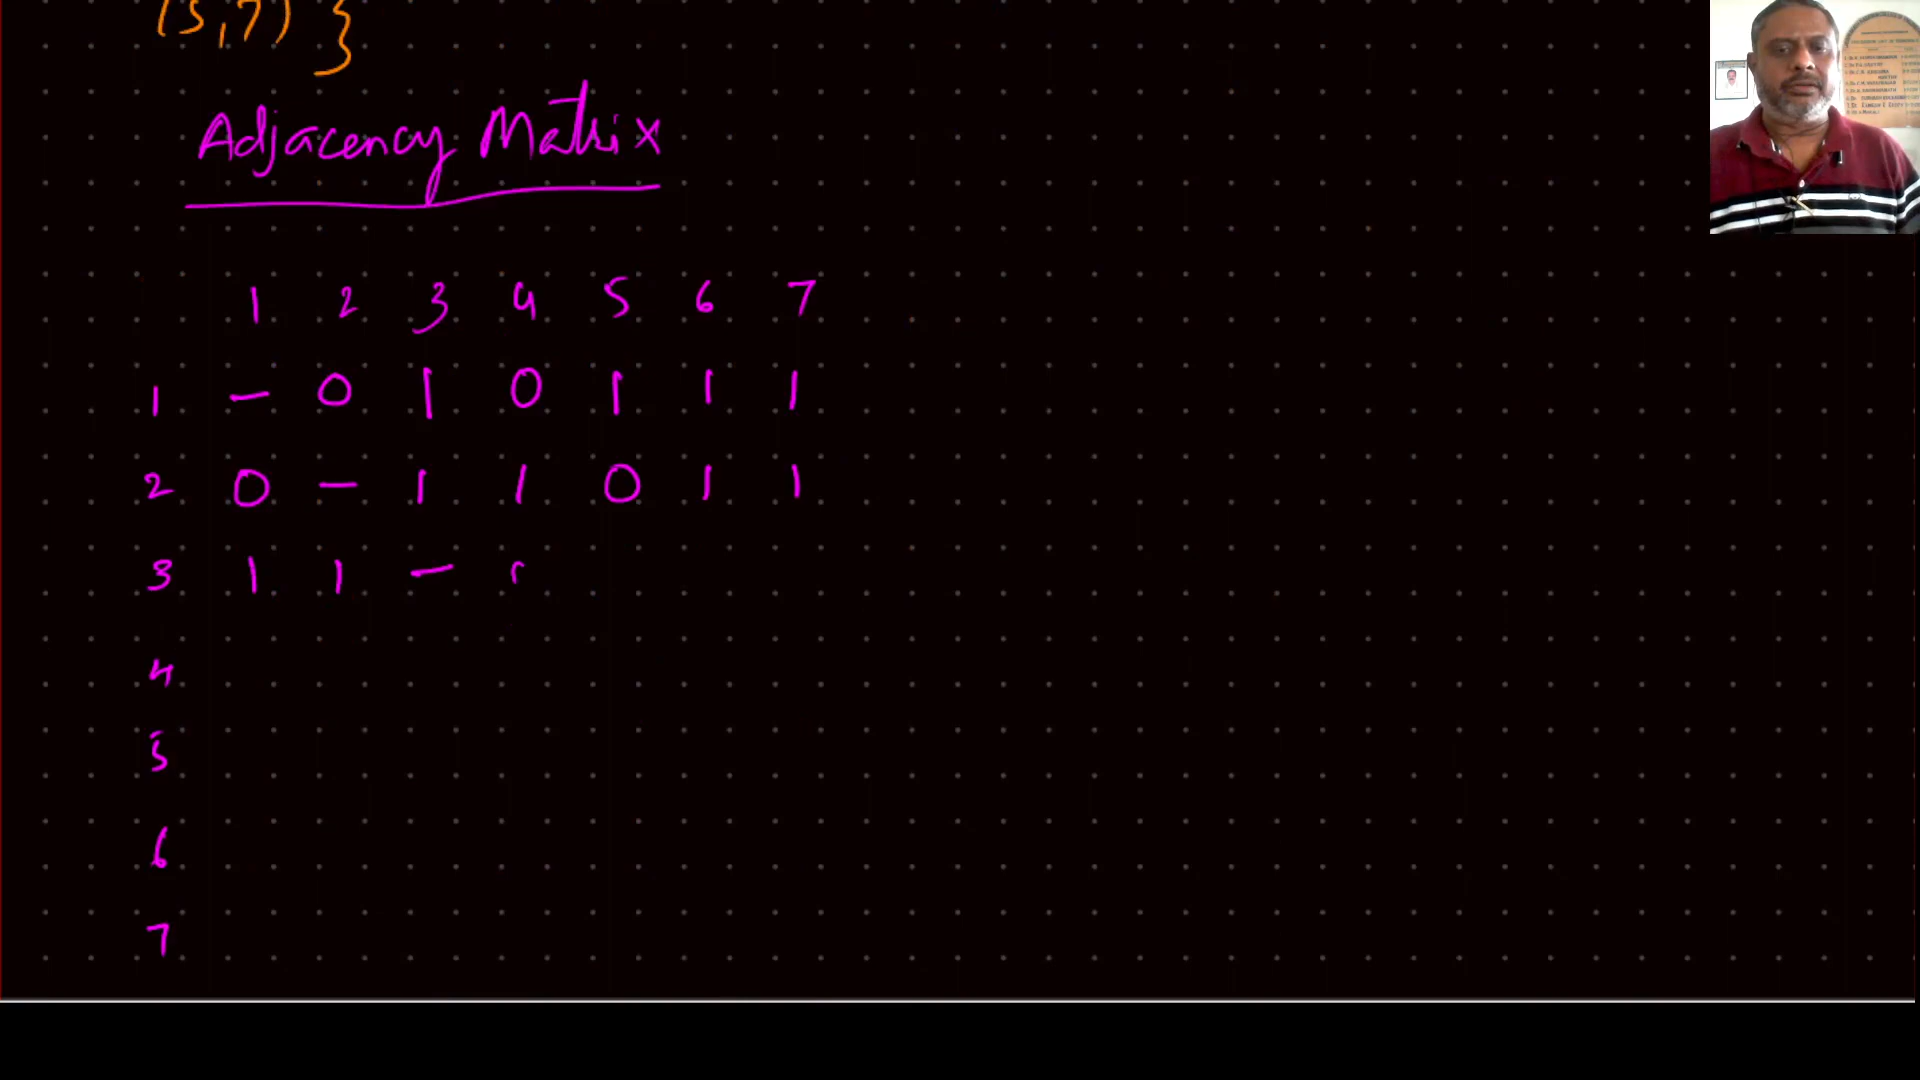 (5,7) }
Adjacency Matrix
1 2 3 4 5 6 7
1 – 0 1 0 1 1 1
2 0 – 1 1 0 1 1
3 1 1 –
4
5
6
7